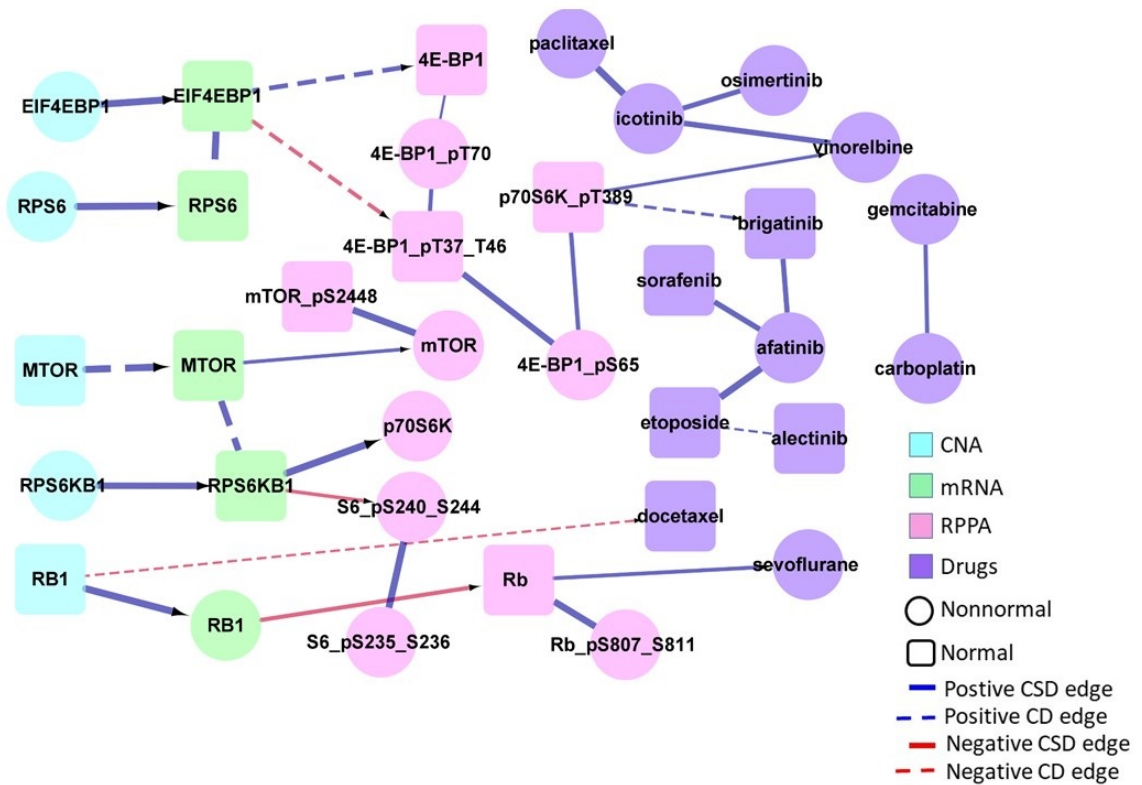 paclitaxel
4E-BP1
osimertinib
EIF4EBP1
EIF4EBP1
icotinib
vinorelbine
4E-BP1_pT70
p70S6K_pT389
RPS6
RPS6
gemcitabine
brigatinib
4E-BP1_pT37_T46
sorafenib
mTOR_pS2448
mTOR
afatinib
MTOR
MTOR
4E-BP1_pS65
carboplatin
p70S6K
etoposide
alectinib
CNA
RPS6KB1
RPS6KB1
mRNA
S6_pS240_S244
docetaxel
RPPA
RB1
Rb
sevoflurane
Drugs
RB1
Nonnormal
S6_pS235_S236
Rb_pS807_S811
Normal
Postive CSD edge
Positive CD edge
Negative CSD edge
Negative CD edge